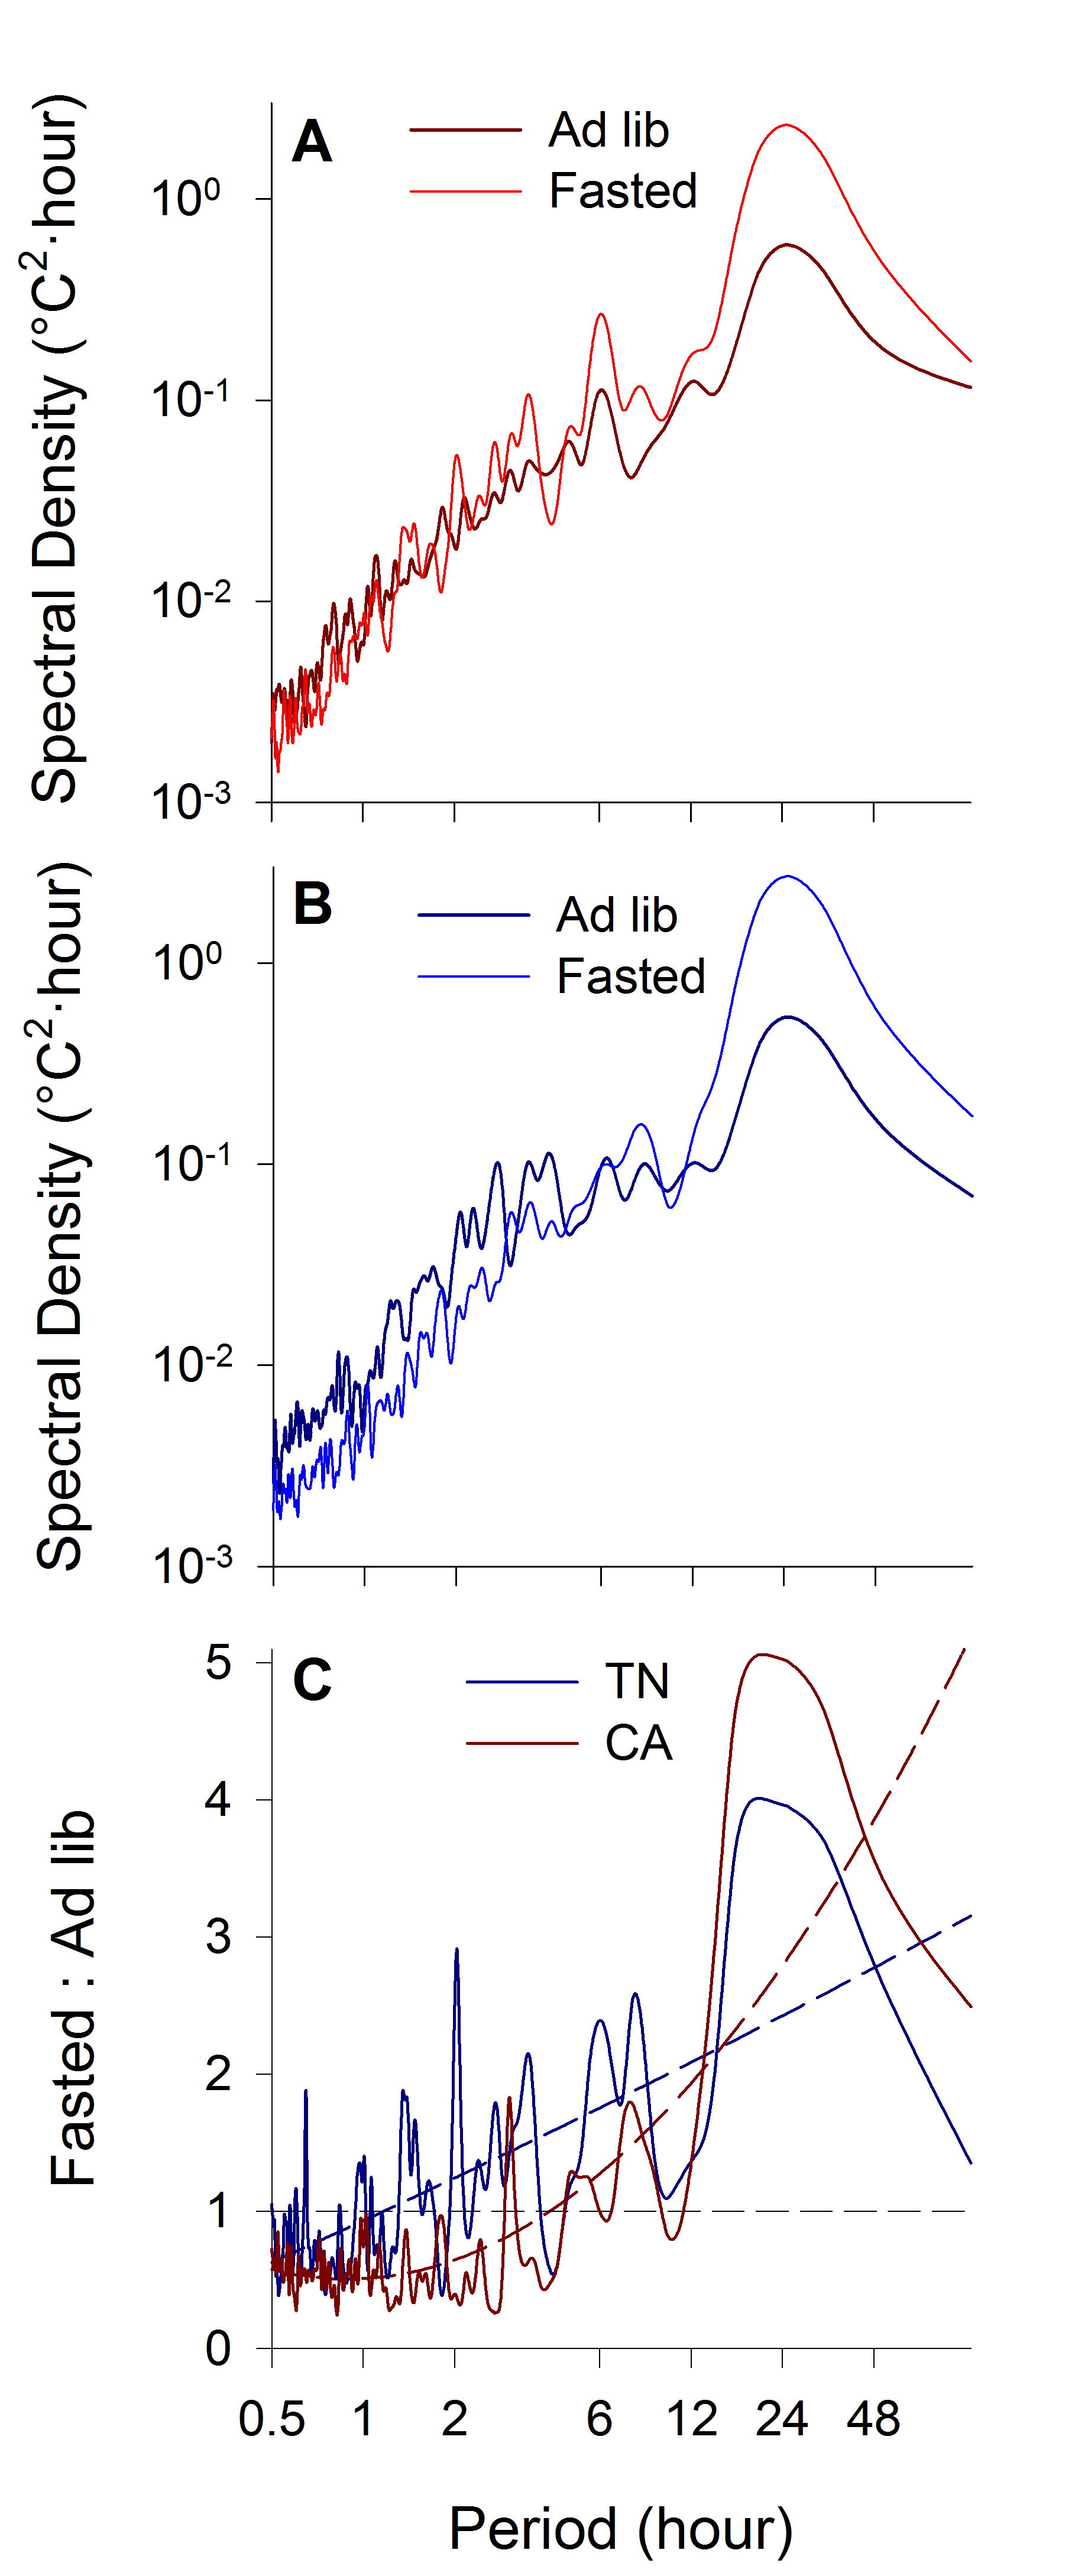 A
Ad lib
Fasted
Spectral Density (°C²·hour)
10⁰
10⁻¹
10⁻²
10⁻³
B
Ad lib
Fasted
Spectral Density (°C²·hour)
10⁰
10⁻¹
10⁻²
10⁻³
C
TN
CA
Fasted : Ad lib
5
4
3
2
1
0
0.5 1 2 6 12 24 48
Period (hour)